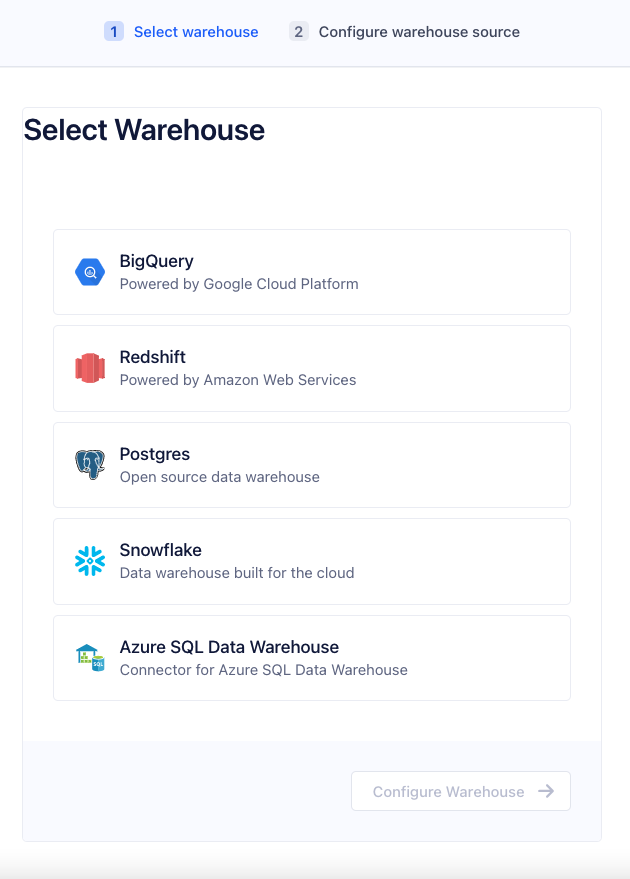 1 Select warehouse 2 Configure warehouse source
Select Warehouse
BigQuery
Powered by Google Cloud Platform
Redshift
Powered by Amazon Web Services
Postgres
Open source data warehouse
Snowflake
Data warehouse built for the cloud
Azure SQL Data Warehouse
SQL
Connector for Azure SQL Data Warehouse
Configure Warehouse